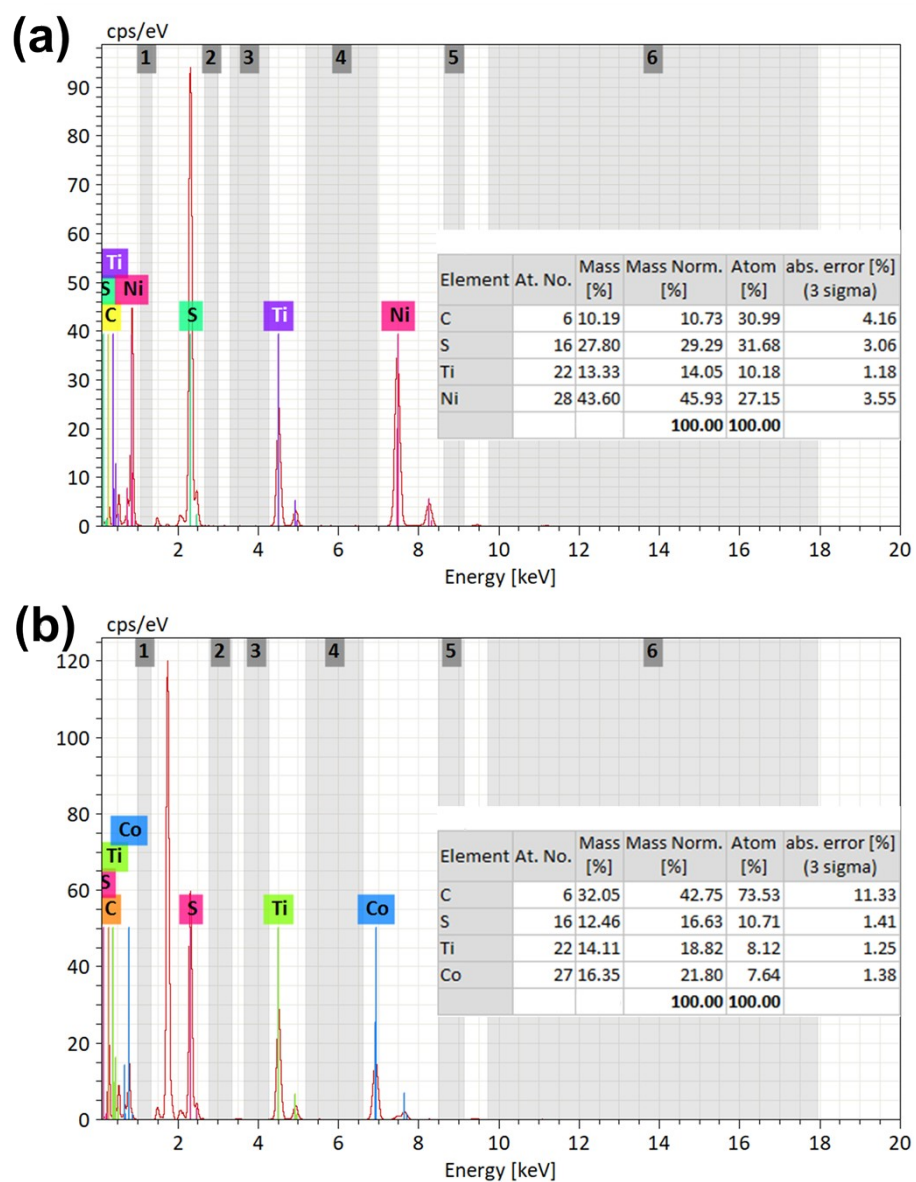 (a)
cps/eV
1 2 3 4 5 6
90
80
70
60
50
40
30
20
10
0
Ti
S Ni
C S Ti Ni
Element At. No. Mass [%] Mass Norm. [%] Atom [%] abs. error [%] (3 sigma)
C 6 10.19 10.73 30.99 4.16
S 16 27.80 29.29 31.68 3.06
Ti 22 13.33 14.05 10.18 1.18
Ni 28 43.60 45.93 27.15 3.55
100.00 100.00
2 4 6 8 10 12 14 16 18 20
Energy [keV]
(b)
cps/eV
1 2 3 4 5 6
120
100
80
60
40
20
0
Co
Ti
S
C S Ti Co
Element At. No. Mass [%] Mass Norm. [%] Atom [%] abs. error [%] (3 sigma)
C 6 32.05 42.75 73.53 11.33
S 16 12.46 16.63 10.71 1.41
Ti 22 14.11 18.82 8.12 1.25
Co 27 16.35 21.80 7.64 1.38
100.00 100.00
2 4 6 8 10 12 14 16 18 20
Energy [keV]